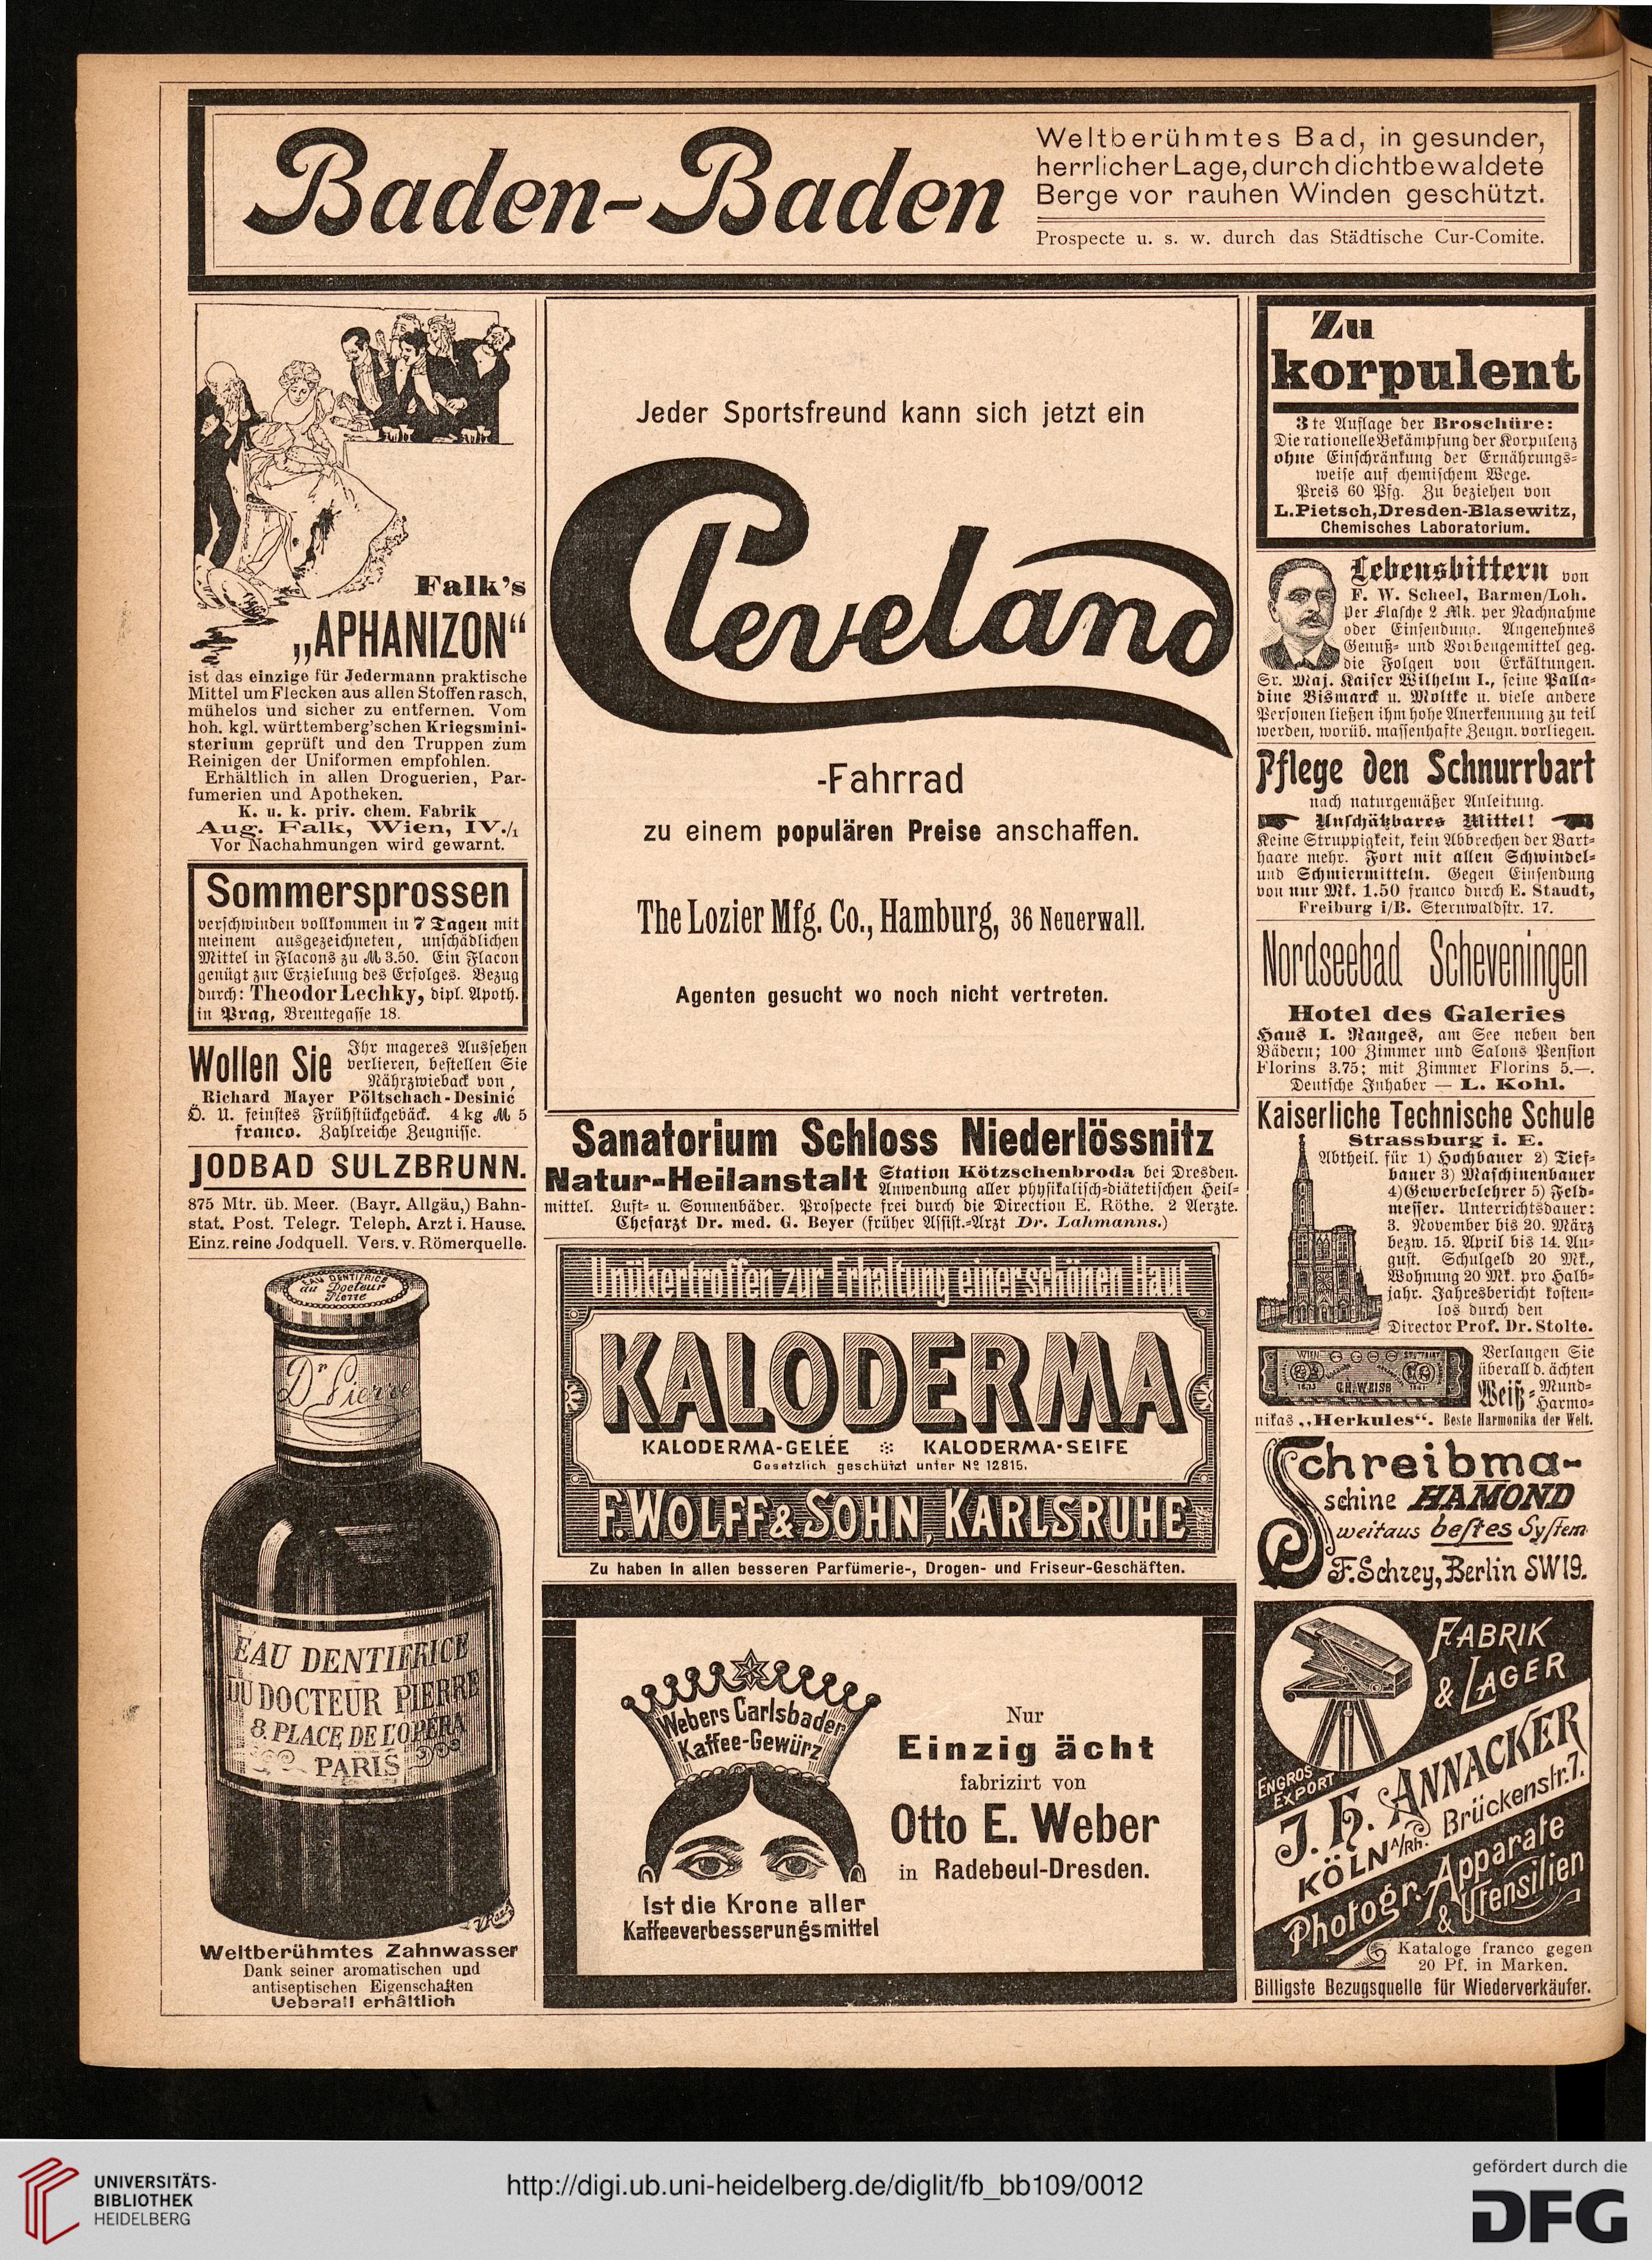 Baden-Baden
Weltberühmtes Bad, in gesunder,
herrlicher Lage, durch dichtbewaldete
Berge vor rauhen Winden geschützt.
Prospecte u. s. w. durch das Städtische Cur-Comite.
Falk's
„APHANIZON“
ist das einzige für Jedermann praktische
Mittel um Flecken aus allen Stoffen rasch,
mühelos und sicher zu entfernen. Vom
hoh. kgl. württemberg'schen Kriegsmini-
sterium geprüft und den Truppen zum
Reinigen der Uniformen empfohlen.
Erhältlich in allen Droguerien, Par-
fumerien und Apotheken.
K. u. k. priv. chem. Fabrik
Aug. Falk, Wien, IV./1
Vor Nachahmungen wird gewarnt.
Sommersprossen
verschwinden vollkommen in 7 Tagen mit
meinem ausgezeichneten, unschädlichen
Mittel in Flacons zu M 3.50. Ein Flacon
genügt zur Erzielung des Erfolges. Bezug
durch: Theodor Lechky, dipl. Apoth.
in Prag, Brentegasse 18.
Wollen Sie
Ihr mageres Aussehen
verlieren, bestellen Sie
Nährzwieback von
Richard Mayer Pöltschach-Desinić
Ö. U. feinstes Frühstückgebäck. 4 kg M 5
franco. Zahlreiche Zeugnisse.
JODBAD SULZBRUNN.
875 Mtr. üb. Meer. (Bayr. Allgäu,) Bahn-
stat. Post. Telegr. Teleph. Arzt i. Hause.
Einz. reine Jodquell. Vers. v. Römerquelle.
EAU DENTIFRICE
du Docteur
Pierre
Dr Pierre
EAU DENTIFRICE
DU DOCTEUR PIERRE
8. PLACE DE L'OPÉRA
PARIS
Weltberühmtes Zahnwasser
Dank seiner aromatischen und
antiseptischen Eigenschaften
Ueberall erhältlich
Jeder Sportsfreund kann sich jetzt ein
Cleveland
-Fahrrad
zu einem populären Preise anschaffen.
The Lozier Mfg. Co., Hamburg, 36 Neuerwall.
Agenten gesucht wo noch nicht vertreten.
Sanatorium Schloss Niederlössnitz
Natur-Heilanstalt Station Kötzschenbroda bei Dresden.
Anwendung aller physikalisch-diätetischen Heil-
mittel. Luft- u. Sonnenbäder. Prospecte frei durch die Direction E. Röthe. 2 Aerzte.
Chefarzt Dr. med. G. Beyer (früher Assist.-Arzt Dr. Lahmanns.)
Unübertroffen zur Erhaltung einer schönen Haut
KALODERMA
KALODERMA-GELÉE KALODERMA-SEIFE
Gesetzlich geschützt unter No 12815.
F. WOLFF & SOHN, KARLSRUHE
Zu haben in allen besseren Parfümerie-, Drogen- und Friseur-Geschäften.
Webers Carlsbader
Kaffee-Gewürz
Ist die Krone aller
Kaffeeverbesserungsmittel
Nur
Einzig ächt
fabrizirt von
Otto E. Weber
in Radebeul-Dresden.
Zu
korpulent
3te Auflage der Broschüre:
Die rationelle Bekämpfung der Korpulenz
ohne Einschränkung der Ernährungs-
weise auf chemischem Wege.
Preis 60 Pfg. Zu beziehen von
L. Pietsch, Dresden-Blasewitz,
Chemisches Laboratorium.
Lebensbittern von
F. W. Scheel, Barmen/Loh.
Per Flasche 2 Mk. per Nachnahme
oder Einsendung. Angenehmes
Genuß- und Vorbeugemittel geg.
die Folgen von Erkältungen.
Sr. Maj. Kaiser Wilhelm I., seine Palla-
dine Bismarck u. Moltke u. viele andere
Personen ließen ihm hohe Anerkennung zu teil
werden, worüb. massenhafte Zeugn. vorliegen.
Pflege den Schnurrbart
nach naturgemäßer Anleitung.
Unschätzbares Mittel!
Keine Struppigkeit, kein Abbrechen der Bart-
haare mehr. Fort mit allen Schwindel-
und Schmiermitteln. Gegen Einsendung
von nur Mk. 1.50 franco durch E. Staudt,
Freiburg i/B. Sternwaldstr. 17.
Nordseebad Scheveningen
Hotel des Galeries
Haus I. Ranges, am See neben den
Bädern; 100 Zimmer und Salons Pension
Florins 3.75; mit Zimmer Florins 5.—.
Deutsche Inhaber — L. Kohl.
Kaiserliche Technische Schule
Strassburg i. E.
Abtheil. für 1) Hochbauer 2) Tief-
bauer 3) Maschinenbauer
4) Gewerbelehrer 5) Feld-
messer. Unterrichtsdauer:
3. November bis 20. März
bezw. 15. April bis 14. Au-
gust. Schulgeld 20 Mk.,
Wohnung 20 Mk. pro Halb-
jahr. Jahresbericht kosten-
los durch den
Director Prof. Dr. Stolte.
WIEN
CH. WEISS
Verlangen Sie
überall d. ächten
Weiß-Mund-
Harmo-
nikas „Herkules“. Beste Harmonika der Welt.
Schreibma-
schine HAMOND
weitaus bestes System
F. Schrey, Berlin SW19.
FABRIK
& LAGER
ENGROS
EXPORT
J. H. ANNACKER
KÖLN A/Rh. Brückenstr. 7.
Photogr. Apparate
& Utensilien
Kataloge franco gegen
20 Pf. in Marken.
Billigste Bezugsquelle für Wiederverkäufer.
UNIVERSITÄTS-
BIBLIOTHEK
HEIDELBERG
http://digi.ub.uni-heidelberg.de/diglit/fb_bb109/0012
gefördert durch die
DFG